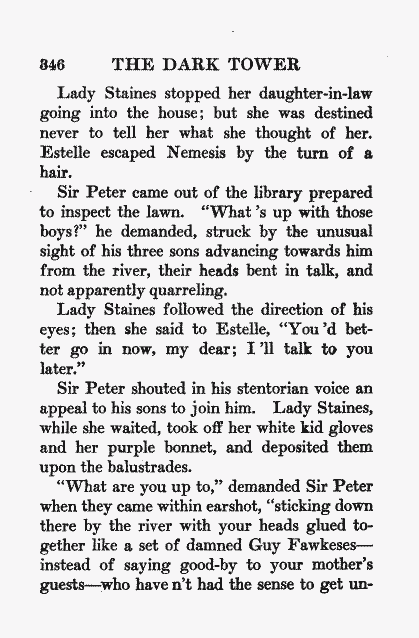 346 THE DARK TOWER
Lady Staines stopped her daughter-in-law
going into the house; but she was destined
never to tell her what she thought of her.
Estelle escaped Nemesis by the turn of a
hair.
Sir Peter came out of the library prepared
to inspect the lawn. “What ’s up with those
boys?” he demanded, struck by the unusual
sight of his three sons advancing towards him
from the river, their heads bent in talk, and
not apparently quarreling.
Lady Staines followed the direction of his
eyes; then she said to Estelle, “You ’d bet-
ter go in now, my dear; I ’ll talk to you
later.”
Sir Peter shouted in his stentorian voice an
appeal to his sons to join him. Lady Staines,
while she waited, took off her white kid gloves
and her purple bonnet, and deposited them
upon the balustrades.
“What are you up to,” demanded Sir Peter
when they came within earshot, “sticking down
there by the river with your heads glued to-
gether like a set of damned Guy Fawkeses—
instead of saying good-by to your mother’s
guests—who have n’t had the sense to get un-